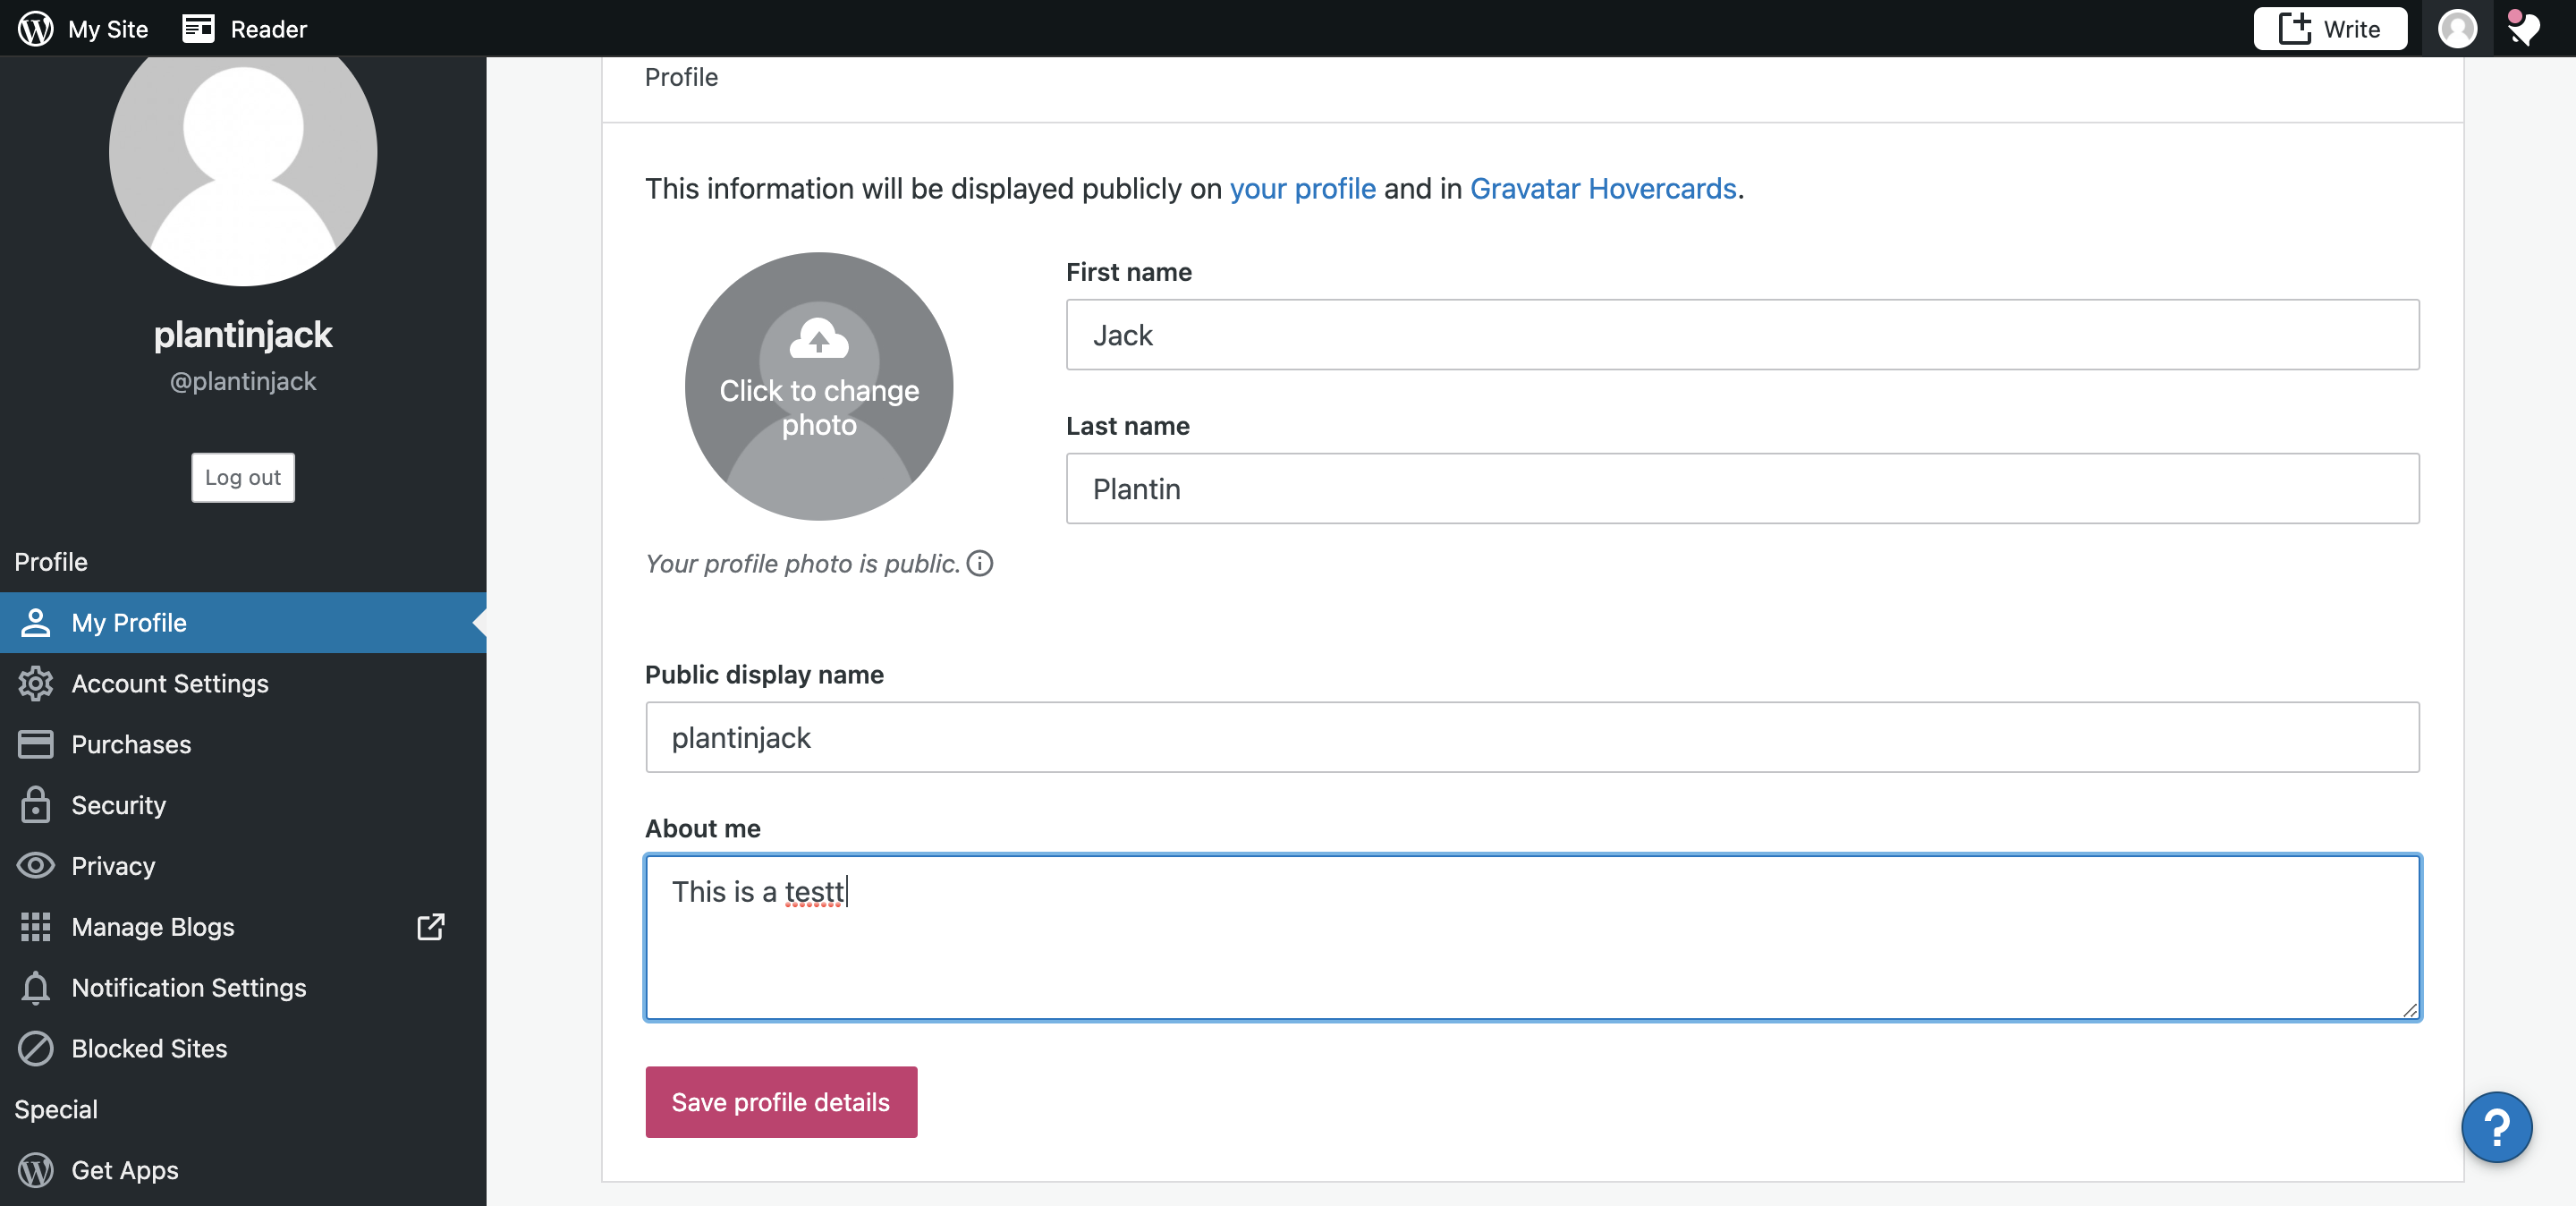 My Site
Reader
Write
plantinjack
@plantinjack
Log out
Profile
My Profile
Account Settings
Purchases
Security
Privacy
Manage Blogs
Notification Settings
Blocked Sites
Special
Get Apps
Profile
This information will be displayed publicly on your profile and in Gravatar Hovercards.
Click to change
photo
Your profile photo is public.
First name
Jack
Last name
Plantin
Public display name
plantinjack
About me
This is a testt
Save profile details
?